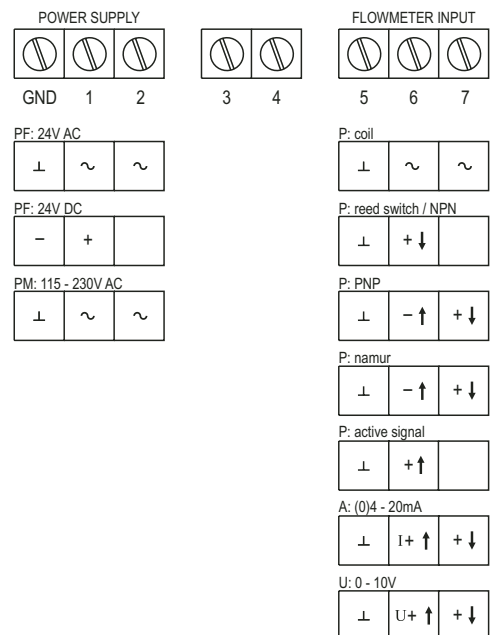 POWER SUPPLY FLOWMETER INPUT
GND 1 2 3 4 5 6 7
PF: 24V AC P: coil
⊥ ~ ~ ⊥ ~ ~
PF: 24V DC P: reed switch / NPN
– + ⊥ + ↓
PM: 115 - 230V AC P: PNP
⊥ ~ ~ ⊥ – ↑ + ↓
P: namur
⊥ – ↑ + ↓
P: active signal
⊥ + ↑
A: (0)4 - 20mA
⊥ I+ ↑ + ↓
U: 0 - 10V
⊥ U+ ↑ + ↓